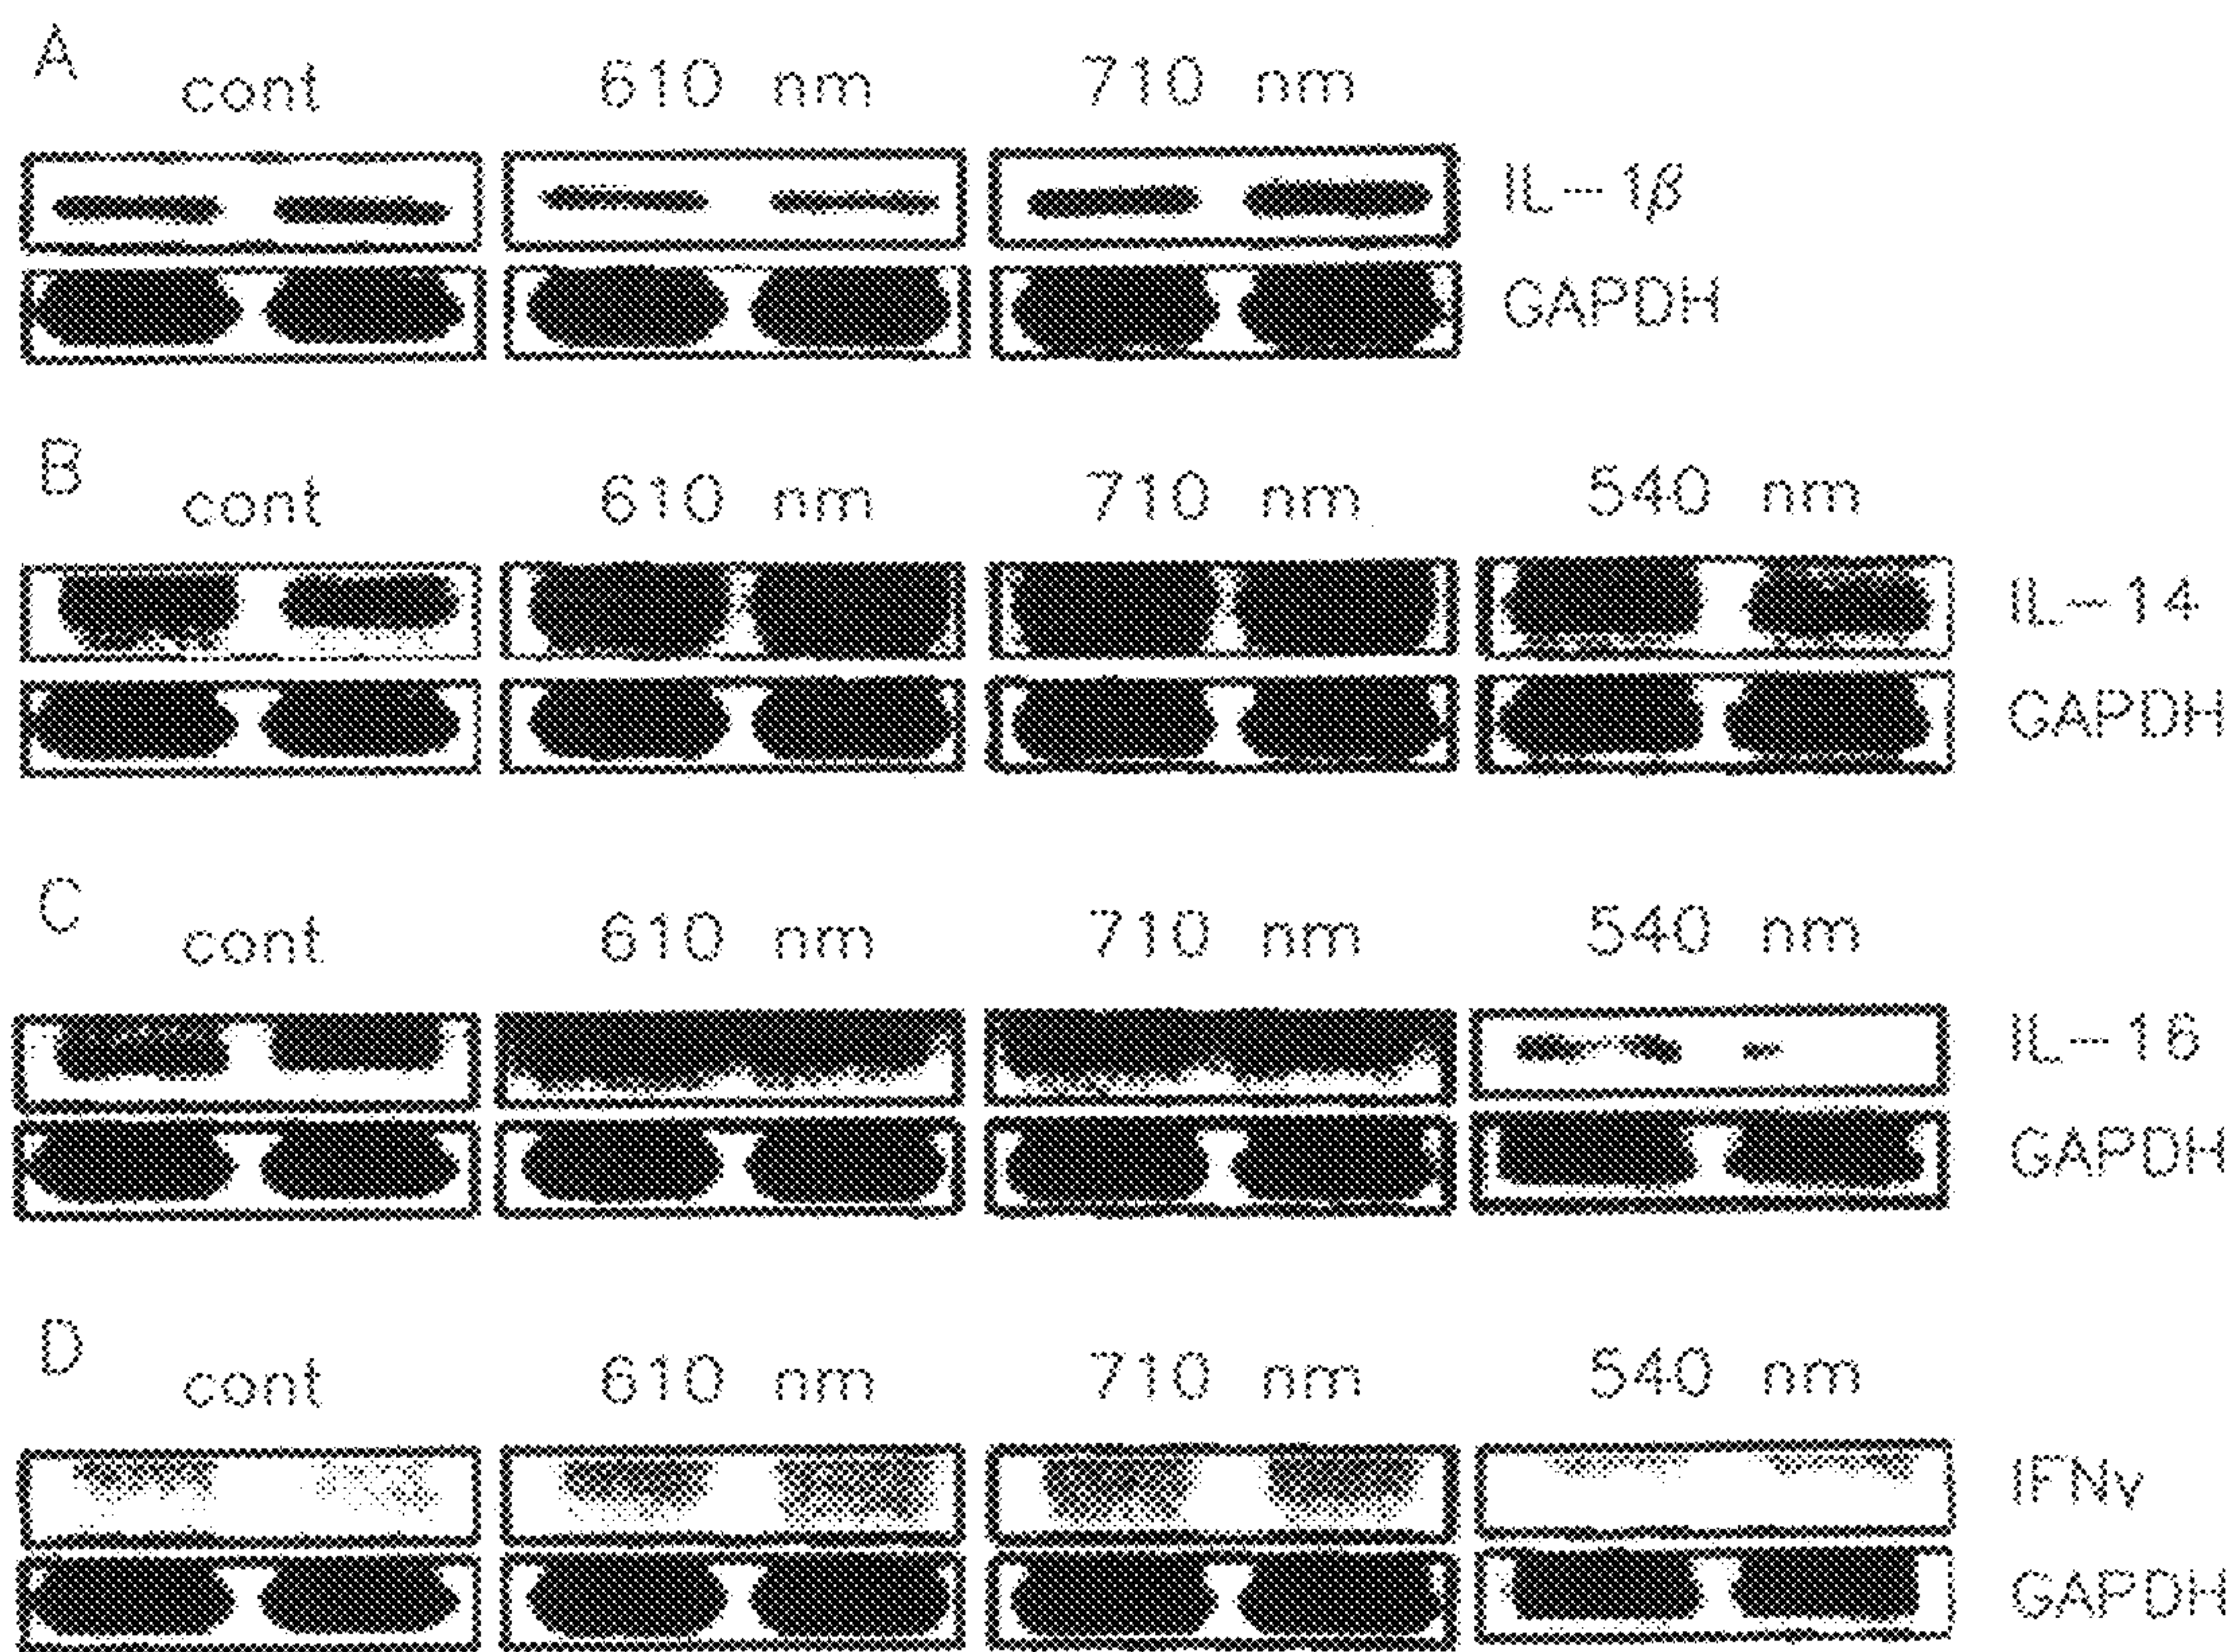 A
cont 610 nm 710 nm
IL-1β
GAPDH
B
cont 610 nm 710 nm 540 nm
IL-14
GAPDH
C
cont 610 nm 710 nm 540 nm
IL-16
GAPDH
D
cont 610 nm 710 nm 540 nm
IFNγ
GAPDH